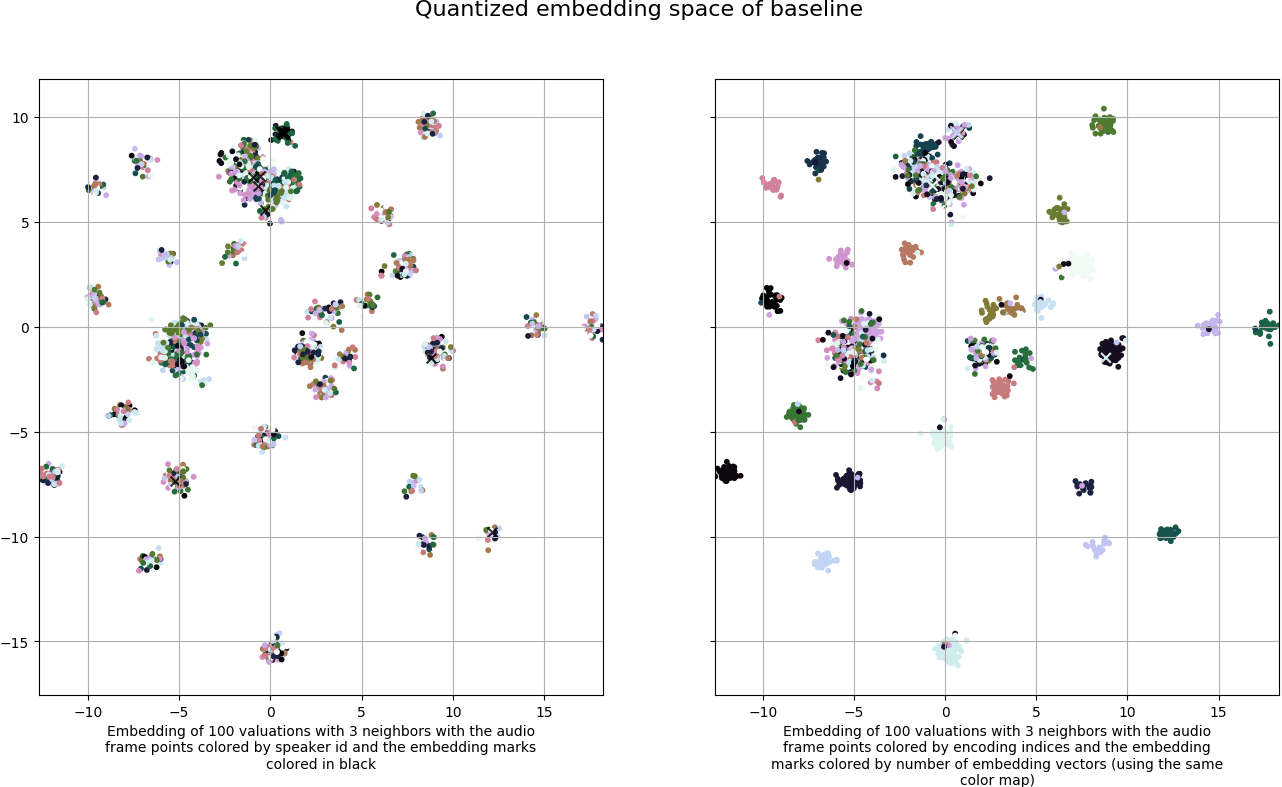 Quantized embedding space of baseline
10
5
0
−5
−10
−15
−10 −5 0 5 10 15
−10 −5 0 5 10 15
Embedding of 100 valuations with 3 neighbors with the audio
frame points colored by speaker id and the embedding marks
colored in black
Embedding of 100 valuations with 3 neighbors with the audio
frame points colored by encoding indices and the embedding
marks colored by number of embedding vectors (using the same
color map)